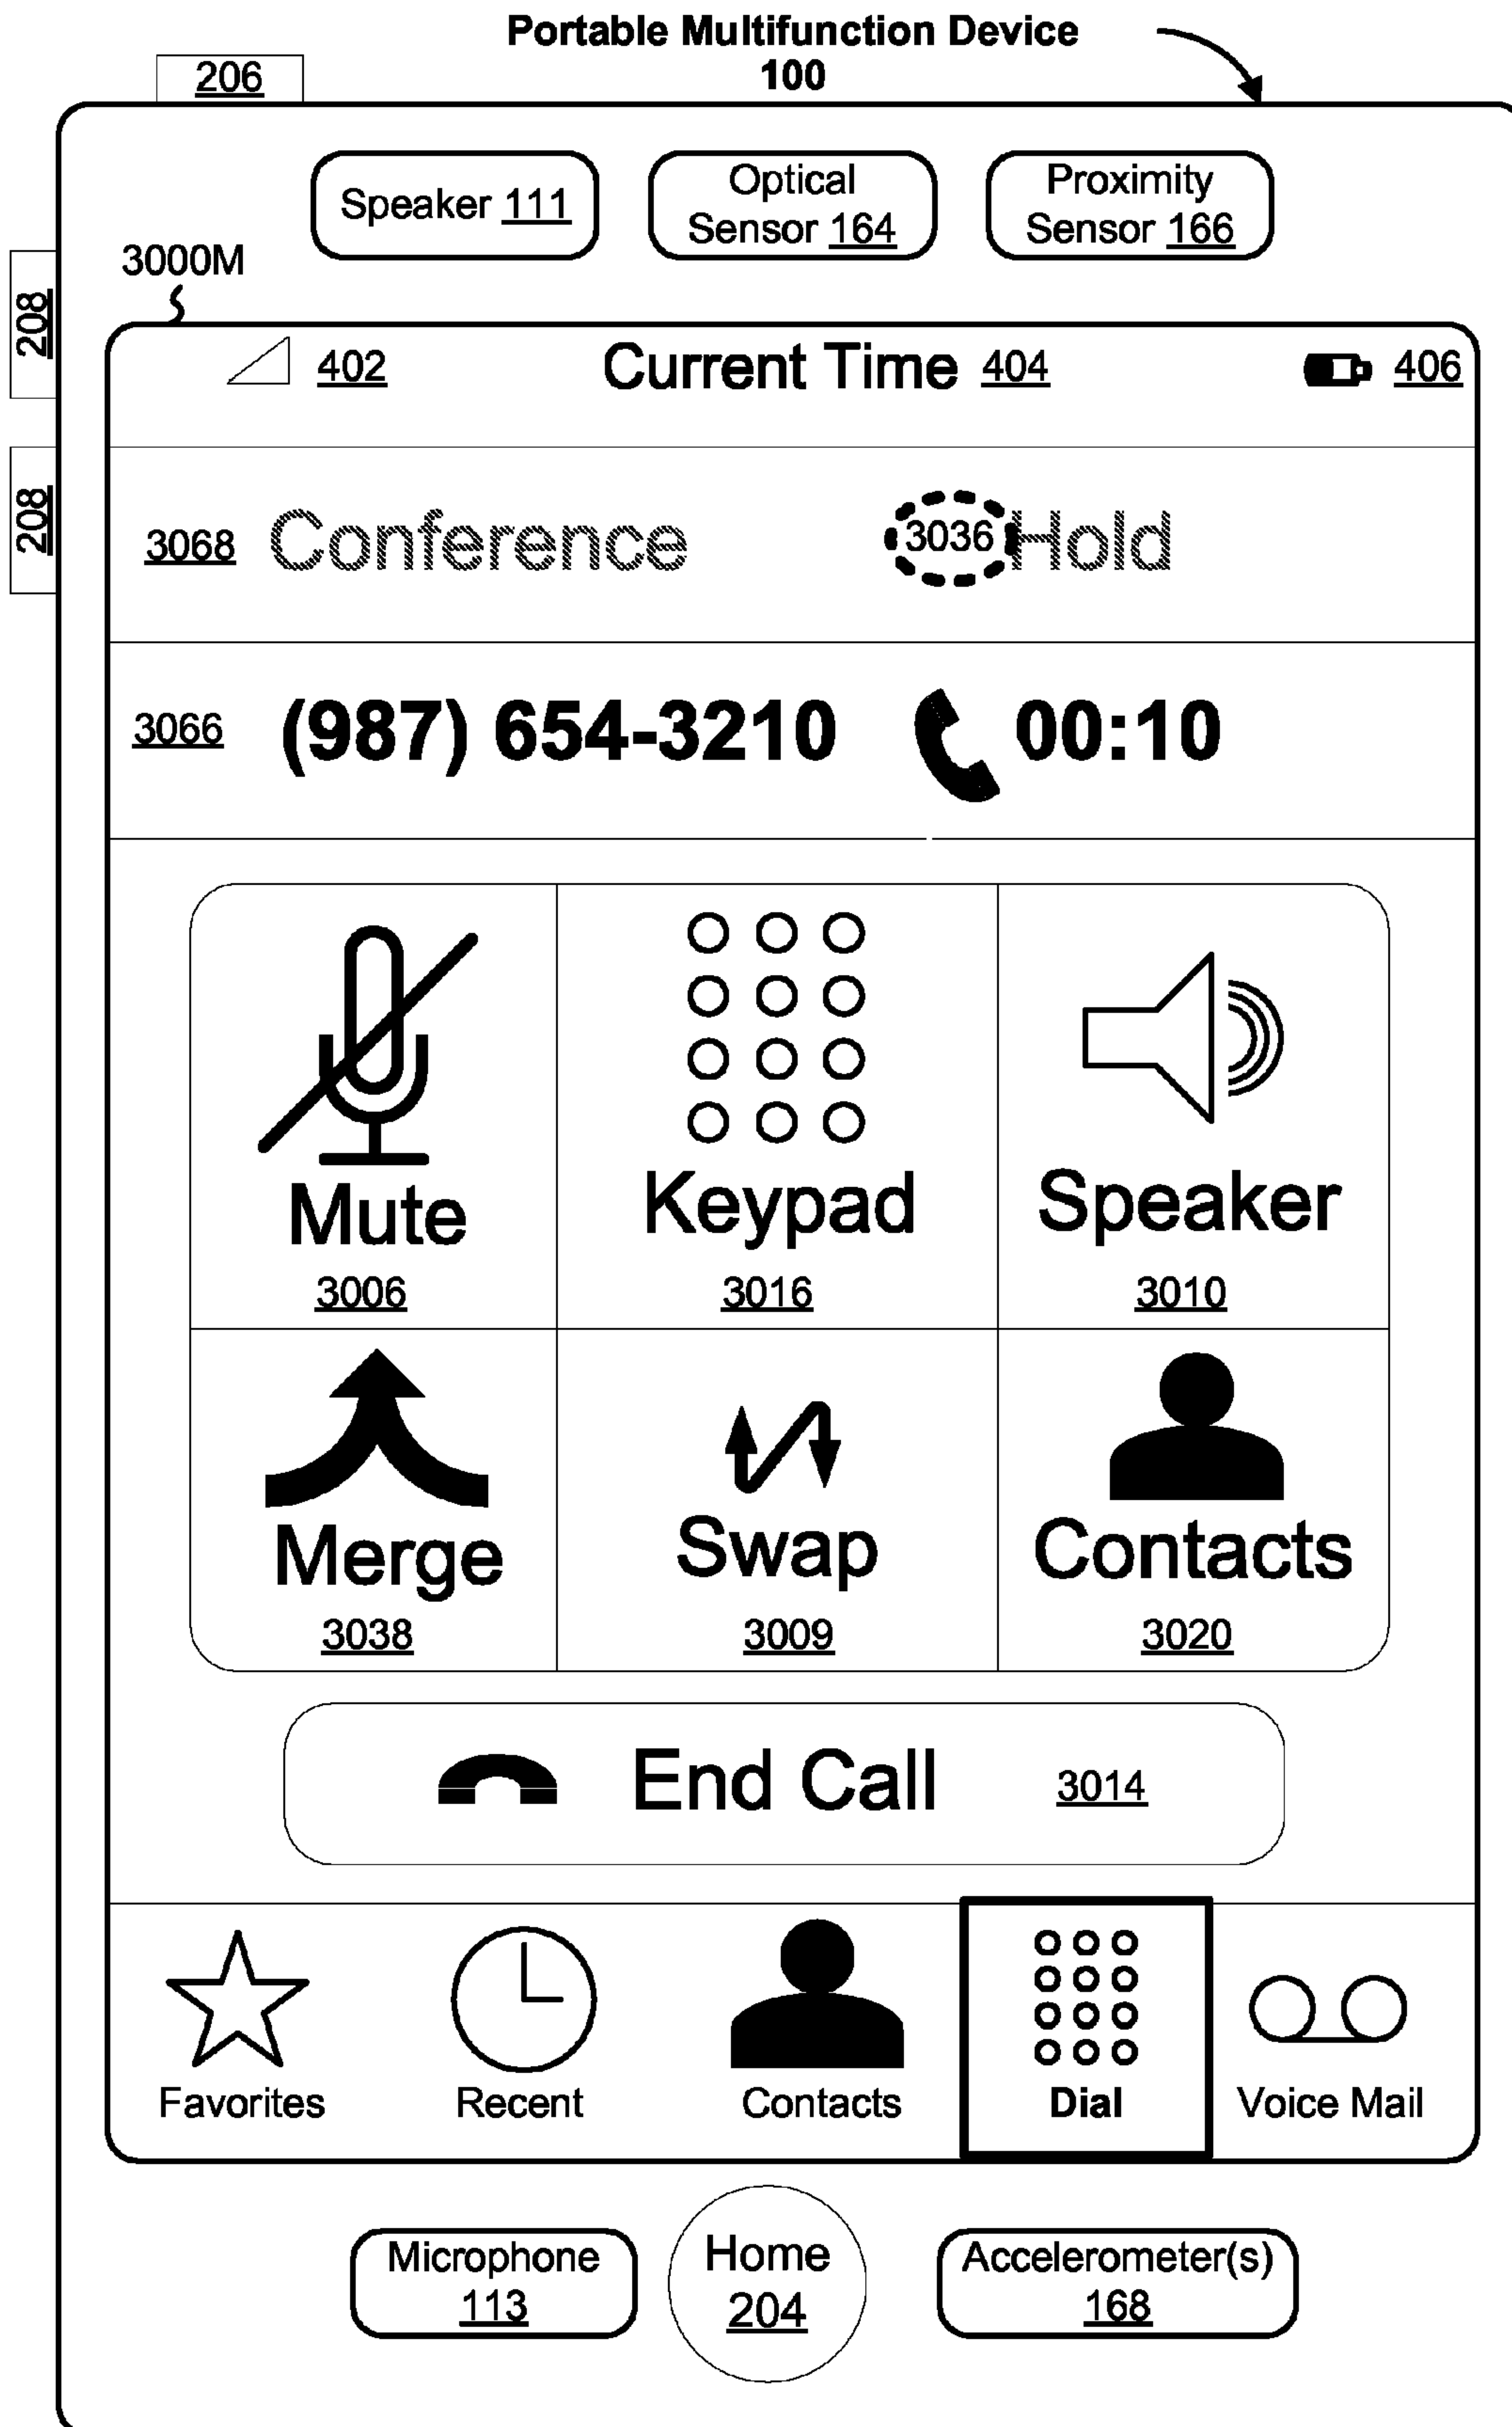 Portable Multifunction Device
100
206
Speaker 111
Optical
Sensor 164
Proximity
Sensor 166
208
208
3000M
402
Current Time 404
406
3068 Conference
3036 Hold
3066 (987) 654-3210 00:10
Mute
3006
Keypad
3016
Speaker
3010
Merge
3038
Swap
3009
Contacts
3020
End Call 3014
Favorites
Recent
Contacts
Dial
Voice Mail
Microphone
113
Home
204
Accelerometer(s)
168